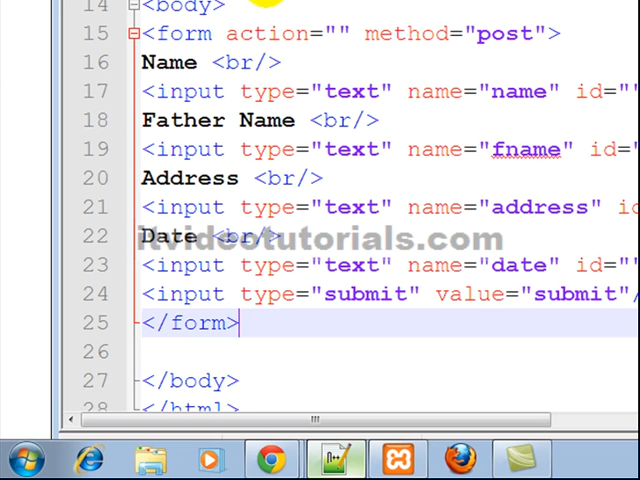 14 <body>
15 <form action="" method="post">
16 Name <br/>
17 <input type="text" name="name" id=""
18 Father Name <br/>
19 <input type="text" name="fname" id="
20 Address <br/>
21 <input type="text" name="address" id
22 Date <br/>
itvideotutorials.com
23 <input type="text" name="date" id=""
24 <input type="submit" value="submit"/
25 </form>
26
27 </body>
28 </html>